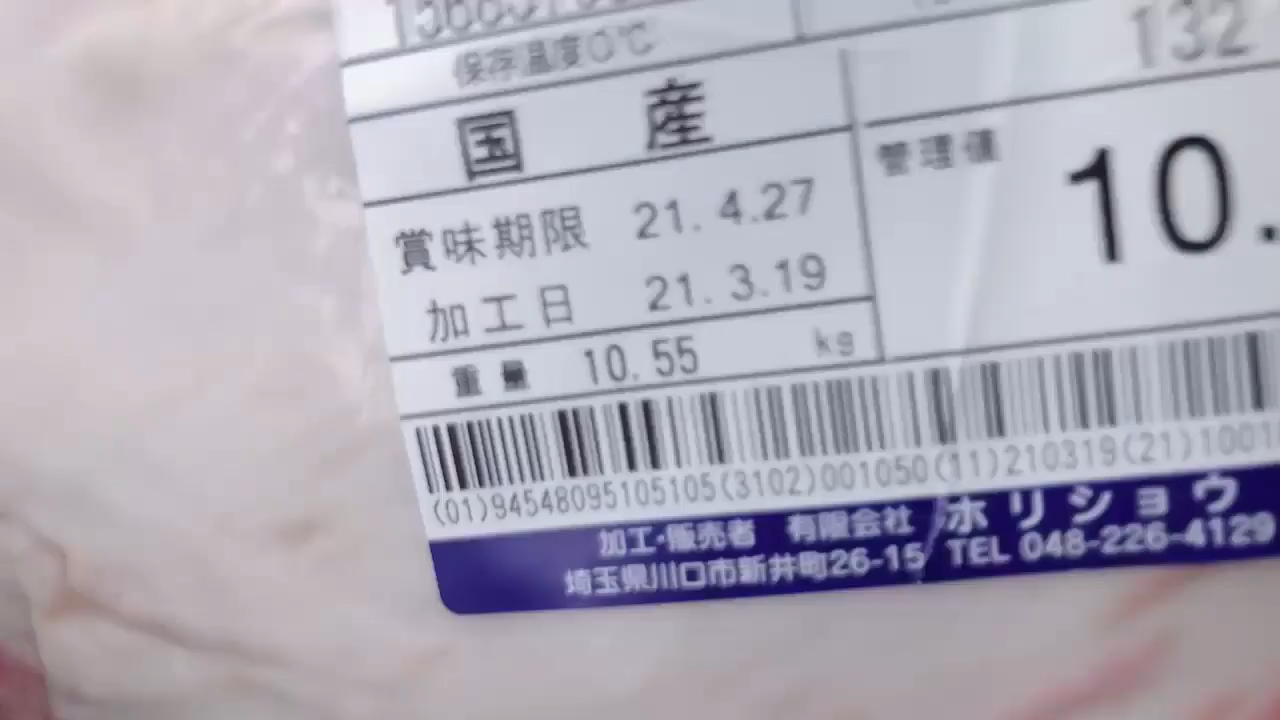 保存温度0℃
132
国 産
管理値 10.
賞味期限 21.4.27
加工日 21.3.19
重量 10.55 kg
(01)94548095105105(3102)001050(11)210319(21)1001
加工・販売者 有限会社 ホリショウ
埼玉県川口市新井町26-15 TEL 048-226-4129